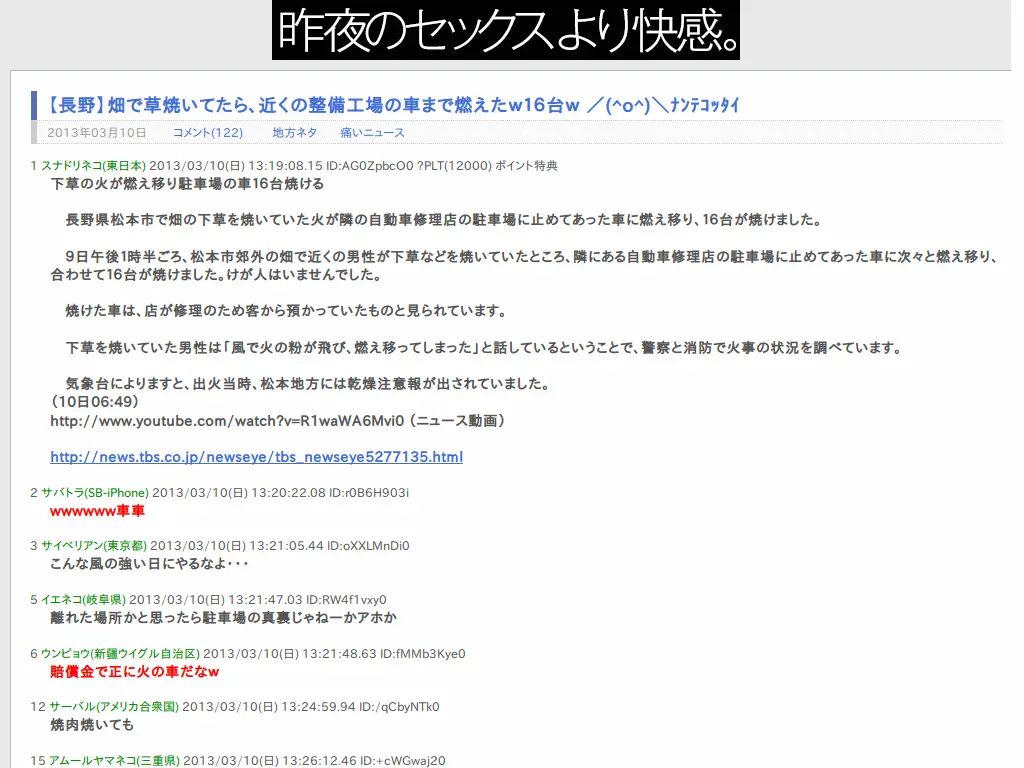 昨夜のセックスより快感。
【長野】畑で草焼いてたら、近くの整備工場の車まで燃えたw16台w ／(^o^)＼ﾅﾝﾃｺｯﾀｲ
2013年03月10日 コメント(122) 地方ネタ 痛いニュース
1 スナドリネコ(東日本) 2013/03/10(日) 13:19:08.15 ID:AG0ZpbcO0 ?PLT(12000) ポイント特典
下草の火が燃え移り駐車場の車16台焼ける
長野県松本市で畑の下草を焼いていた火が隣の自動車修理店の駐車場に止めてあった車に燃え移り、16台が焼けました。
9日午後1時半ごろ、松本市郊外の畑で近くの男性が下草などを焼いていたところ、隣にある自動車修理店の駐車場に止めてあった車に次々と燃え移り、
合わせて16台が焼けました。けが人はいませんでした。
焼けた車は、店が修理のため客から預かっていたものと見られています。
下草を焼いていた男性は「風で火の粉が飛び、燃え移ってしまった」と話しているということで、警察と消防で火事の状況を調べています。
気象台によりますと、出火当時、松本地方には乾燥注意報が出されていました。
（10日06:49）
http://www.youtube.com/watch?v=R1waWA6Mvi0 （ニュース動画）
http://news.tbs.co.jp/newseye/tbs_newseye5277135.html
2 サバトラ(SB-iPhone) 2013/03/10(日) 13:20:22.08 ID:r0B6H903i
wwwwww車車
3 サイベリアン(東京都) 2013/03/10(日) 13:21:05.44 ID:oXXLMnDi0
こんな風の強い日にやるなよ・・・
5 イエネコ(岐阜県) 2013/03/10(日) 13:21:47.03 ID:RW4f1vxy0
離れた場所かと思ったら駐車場の真裏じゃねーかアホか
6 ウンピョウ(新疆ウイグル自治区) 2013/03/10(日) 13:21:48.63 ID:fMMb3Kye0
賠償金で正に火の車だなw
12 サーバル(アメリカ合衆国) 2013/03/10(日) 13:24:59.94 ID:/qCbyNTk0
焼肉焼いても
15 アムールヤマネコ(三重県) 2013/03/10(日) 13:26:12.46 ID:+cWGwaj20